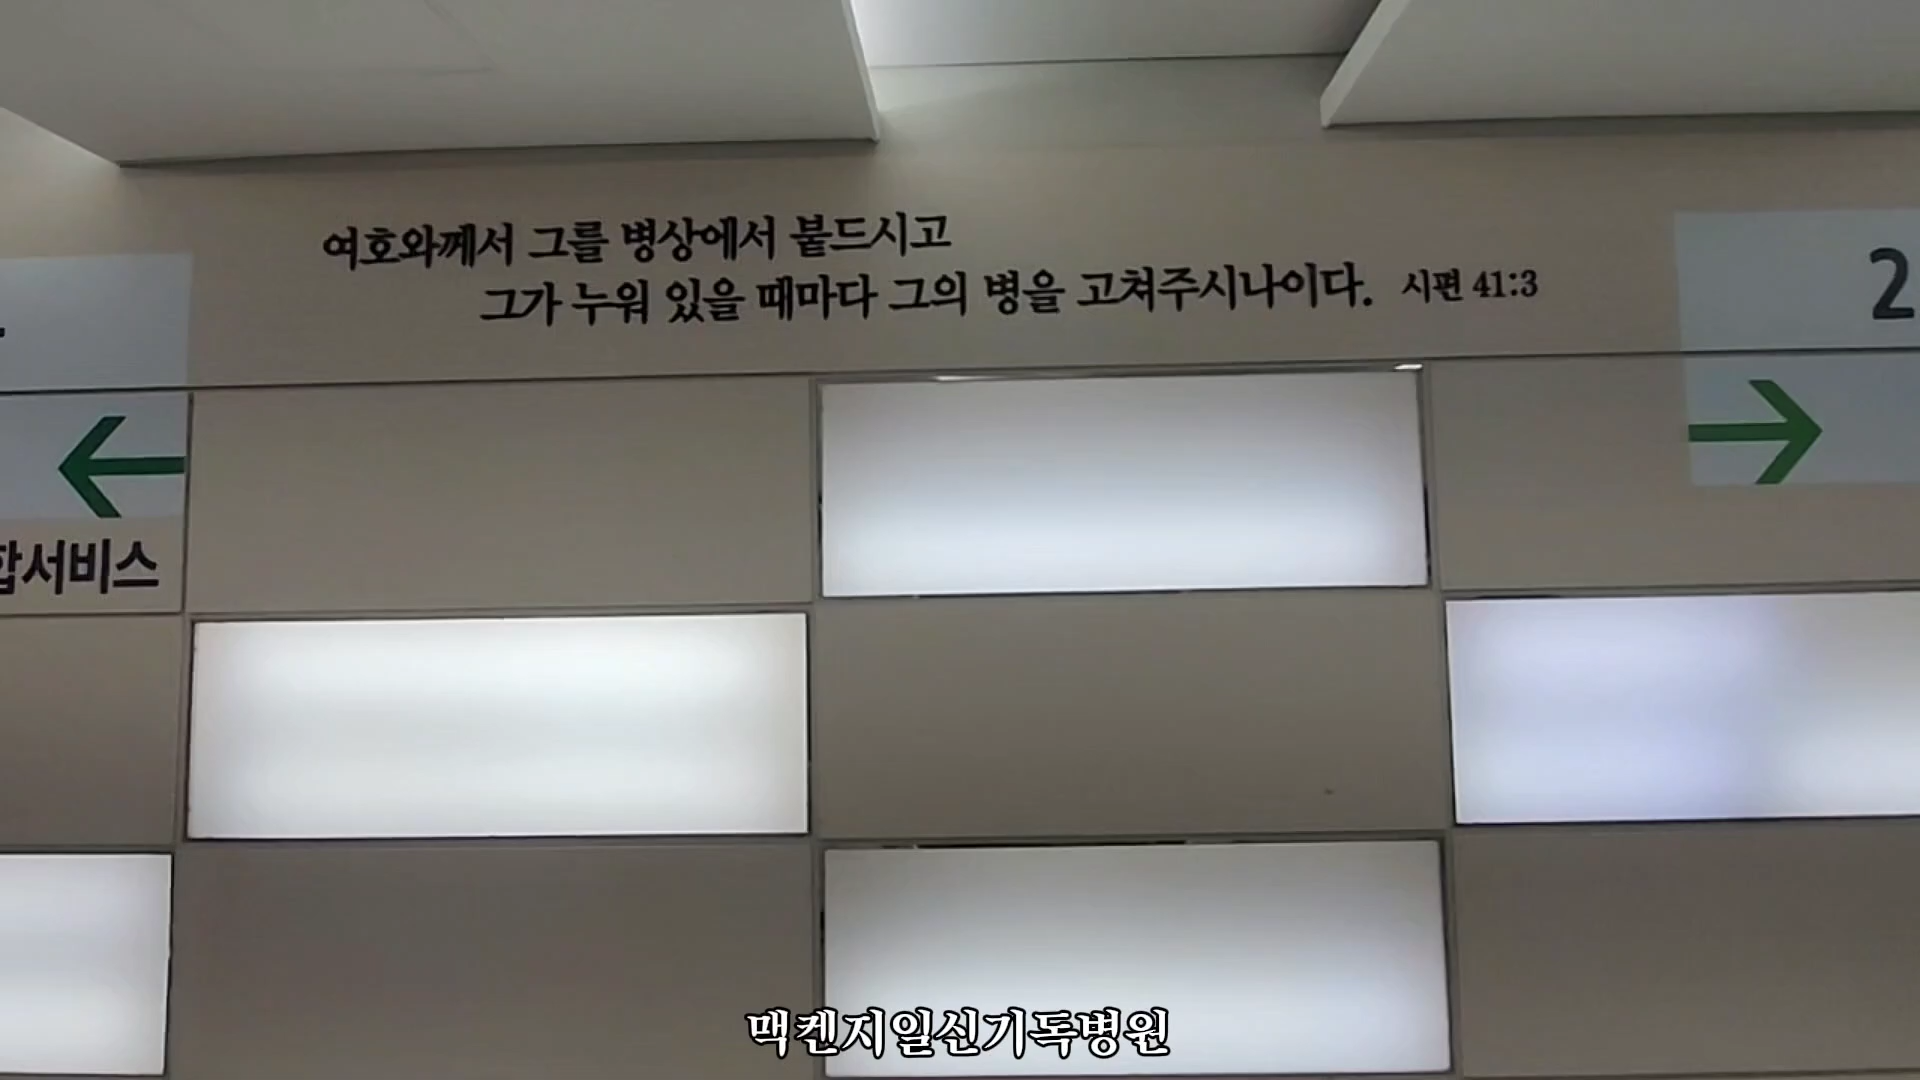 여호와께서 그를 병상에서 붙드시고
그가 누워 있을 때마다 그의 병을 고쳐주시나이다. 시편 41:3
2
합서비스
맥켄지일신기독병원